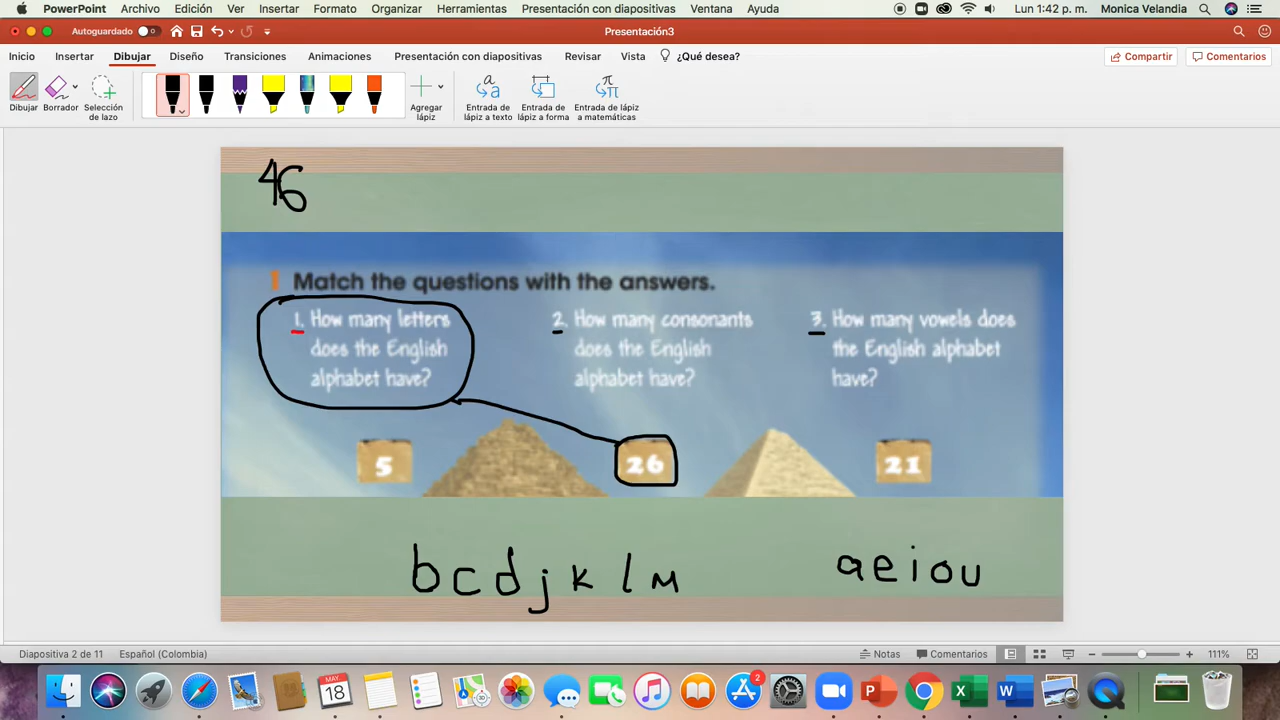 PowerPoint Archivo Edición Ver Insertar Formato Organizar Herramientas Presentación con diapositivas Ventana Ayuda Lun 1:42 p. m. Monica Velandia
Autoguardado Presentación3
Inicio Insertar Dibujar Diseño Transiciones Animaciones Presentación con diapositivas Revisar Vista ¿Qué desea? Compartir Comentarios
Dibujar Borrador Selección de lazo Agregar lápiz Entrada de lápiz a texto Entrada de lápiz a forma Entrada de lápiz a matemáticas
46
1 Match the questions with the answers.
1. How many letters does the English alphabet have?
2. How many consonants does the English alphabet have?
3. How many vowels does the English alphabet have?
5 26 21
b c d j k l m
a e i o u
Diapositiva 2 de 11 Español (Colombia) Notas Comentarios 111%
MAY. 18
2